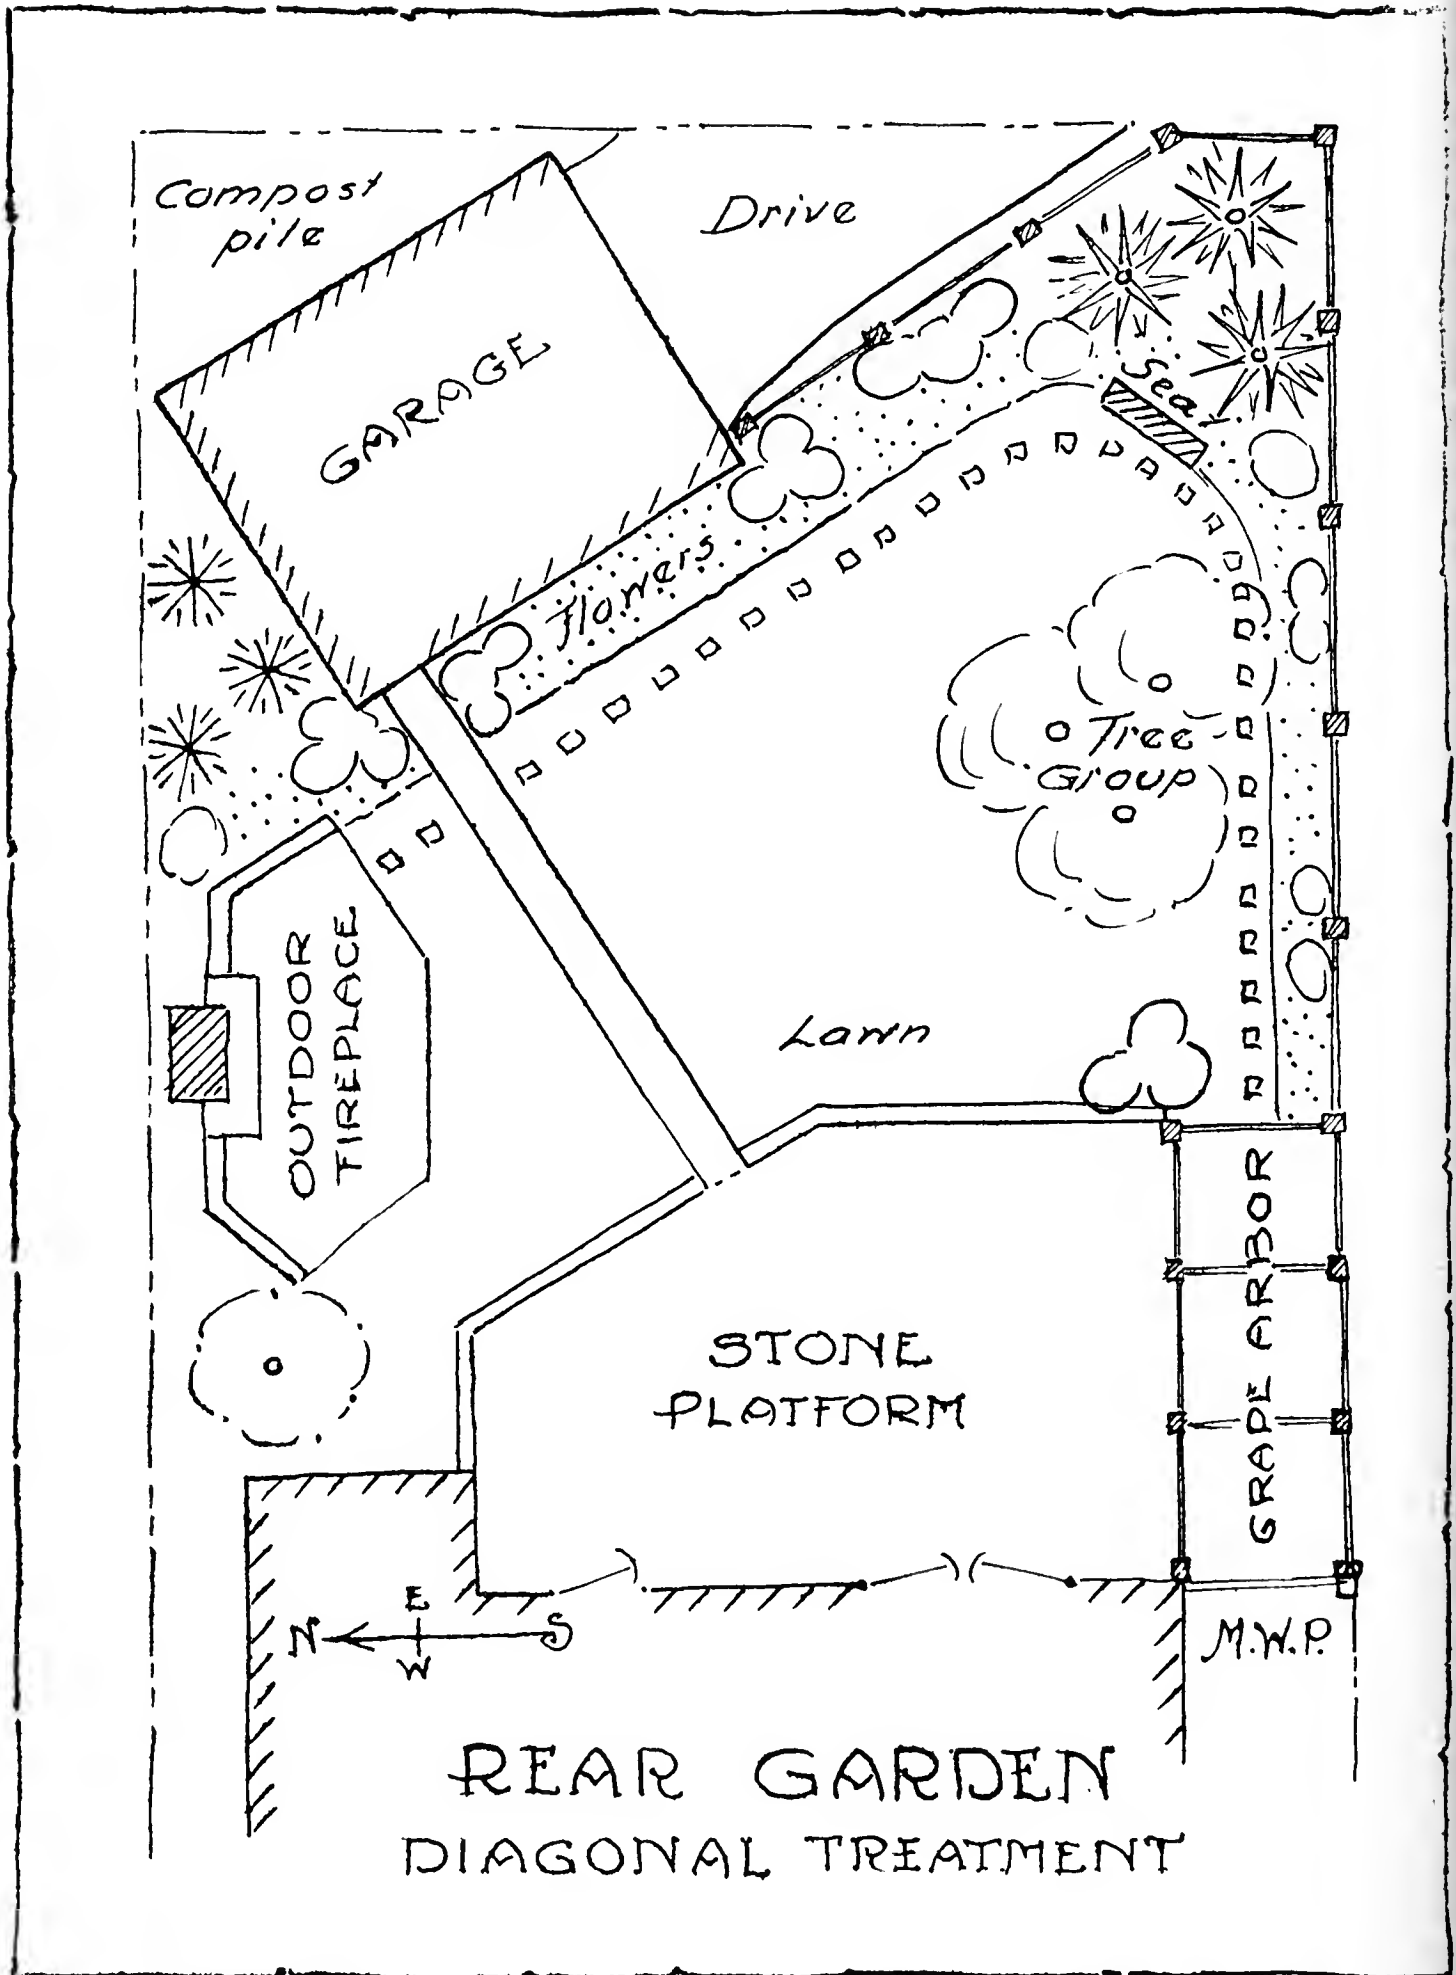 Compost
pile
Drive
GARAGE
Seat
Flowers
Tree
Group
OUTDOOR
FIREPLACE
Lawn
GRAPE ARBOR
STONE
PLATFORM
E
N S
W
M.W.P.
REAR GARDEN
DIAGONAL TREATMENT